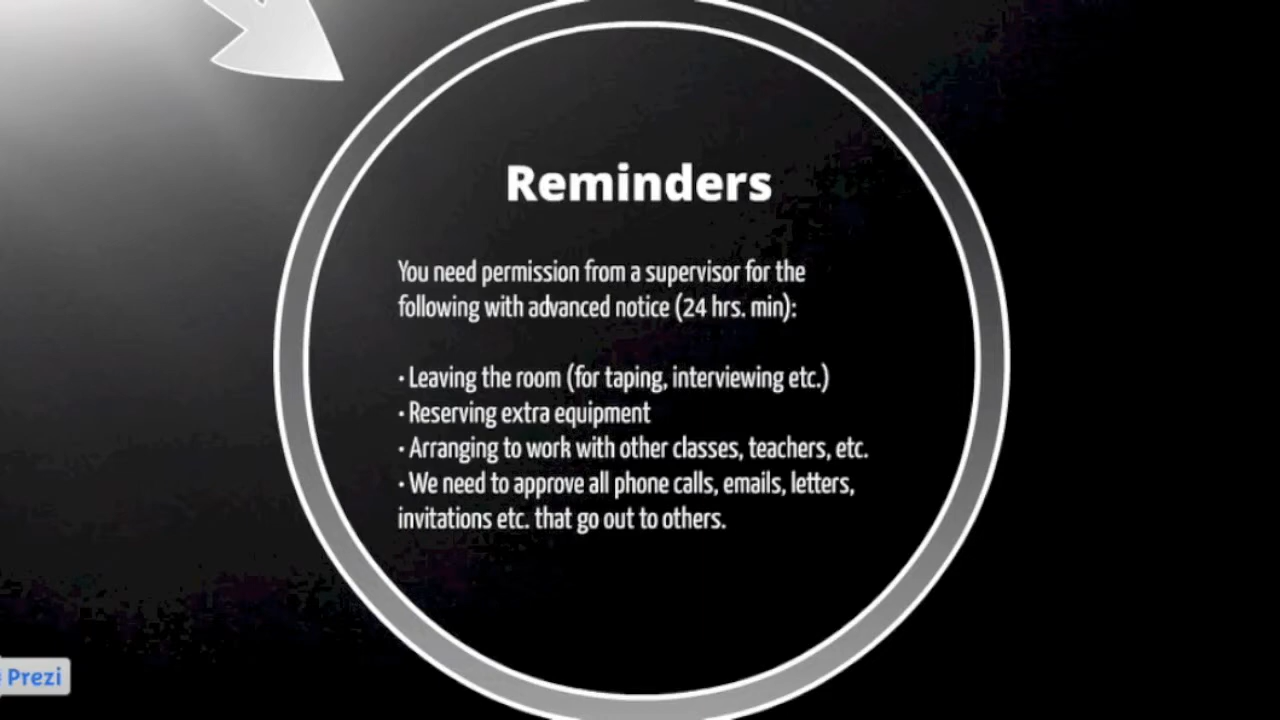 Reminders
You need permission from a supervisor for the
following with advanced notice (24 hrs. min):
• Leaving the room (for taping, interviewing etc.)
• Reserving extra equipment
• Arranging to work with other classes, teachers, etc.
• We need to approve all phone calls, emails, letters,
invitations etc. that go out to others.
Prezi